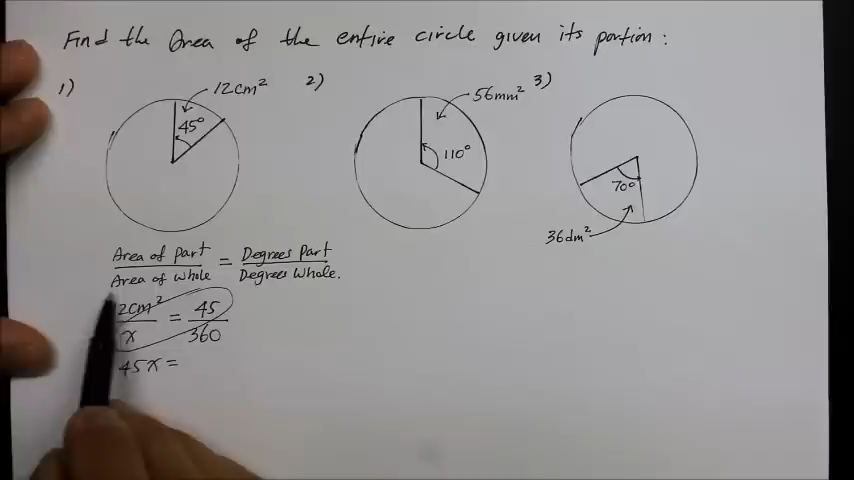 Find the Area of the entire circle given its portion:
1) 12cm² 2) 56mm² 3)
45° 110° 70°
36dm²
Area of part = Degrees Part
Area of whole Degrees Whole.
2cm² = 45
x 360
45x =